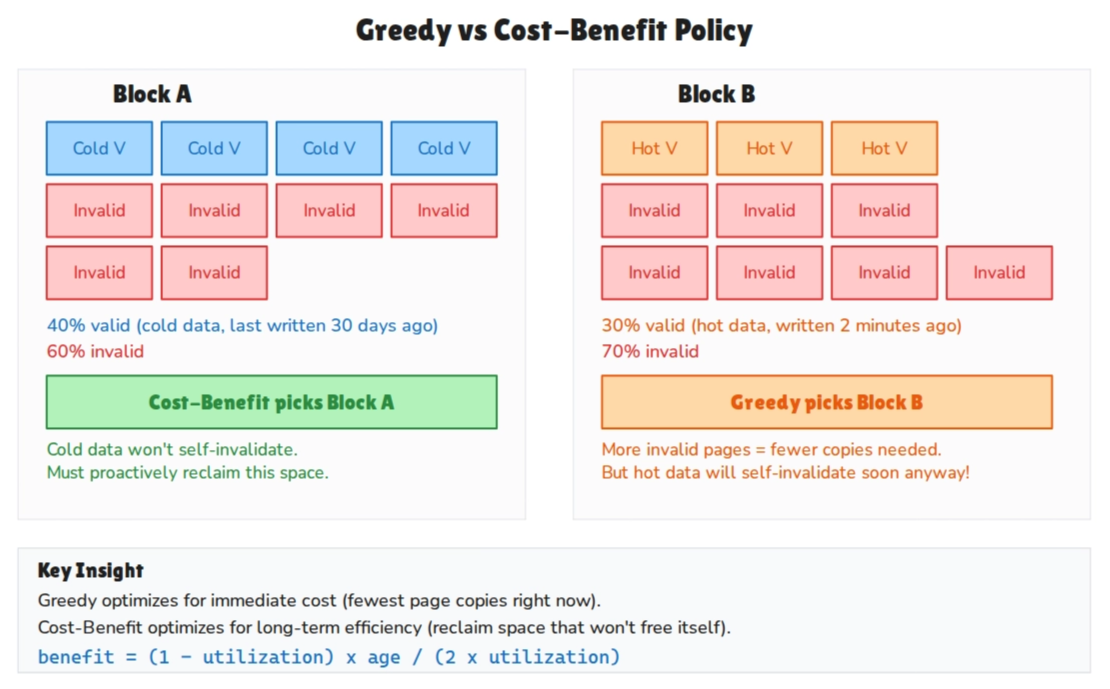 Greedy vs Cost-Benefit Policy
Block A
Cold V Cold V Cold V Cold V
Invalid Invalid Invalid Invalid
Invalid Invalid
40% valid (cold data, last written 30 days ago)
60% invalid
Cost-Benefit picks Block A
Cold data won't self-invalidate.
Must proactively reclaim this space.
Block B
Hot V Hot V Hot V
Invalid Invalid Invalid
Invalid Invalid Invalid Invalid
30% valid (hot data, written 2 minutes ago)
70% invalid
Greedy picks Block B
More invalid pages = fewer copies needed.
But hot data will self-invalidate soon anyway!
Key Insight
Greedy optimizes for immediate cost (fewest page copies right now).
Cost-Benefit optimizes for long-term efficiency (reclaim space that won't free itself).
benefit = (1 - utilization) x age / (2 x utilization)